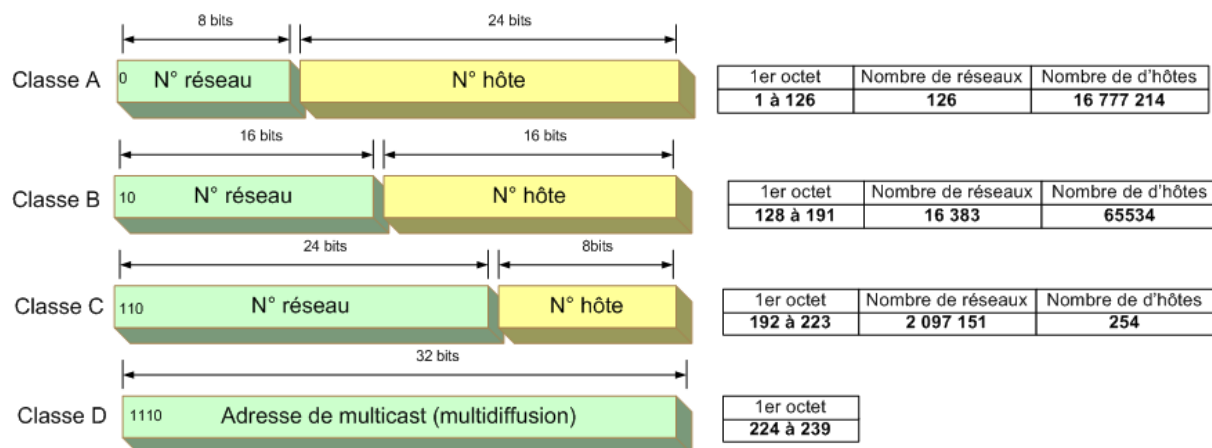 8 bits
24 bits
Classe A
0 N° réseau
N° hôte
1er octet Nombre de réseaux Nombre de d'hôtes
1 à 126 126 16 777 214
16 bits
16 bits
Classe B
10 N° réseau
N° hôte
1er octet Nombre de réseaux Nombre de d'hôtes
128 à 191 16 383 65534
24 bits
8bits
Classe C
110 N° réseau
N° hôte
1er octet Nombre de réseaux Nombre de d'hôtes
192 à 223 2 097 151 254
32 bits
Classe D
1110 Adresse de multicast (multidiffusion)
1er octet
224 à 239